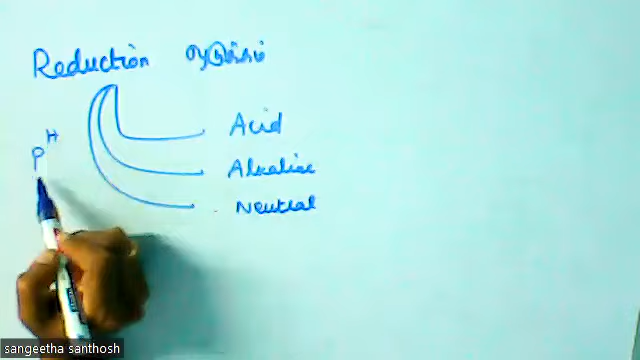 Reduction
Acid
pH
Alkaline
Neutral
sangeetha santhosh